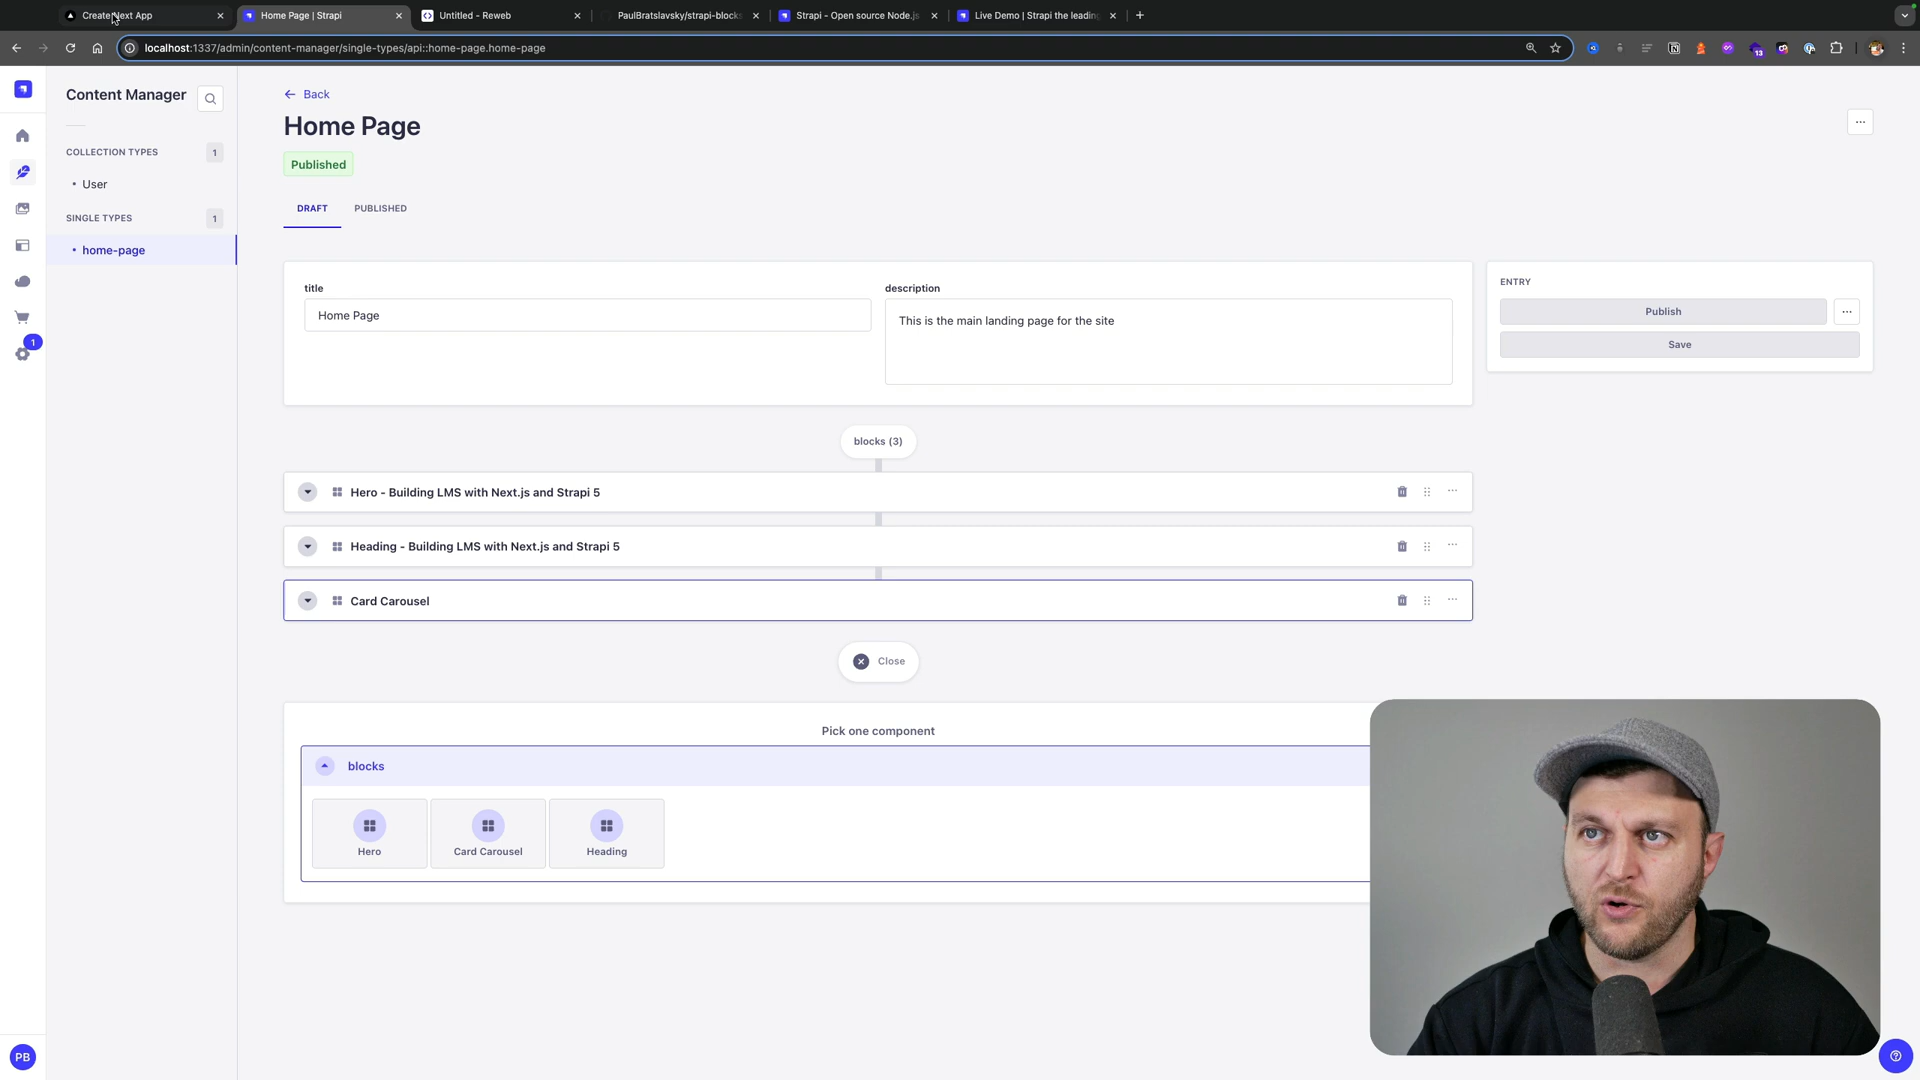 Create Next App
Home Page | Strapi
Untitled - Reweb
PaulBratslavsky/strapi-blocks
Strapi - Open source Node.js
Live Demo | Strapi the leading
localhost:1337/admin/content-manager/single-types/api::home-page.home-page
13
Content Manager
COLLECTION TYPES
1
User
SINGLE TYPES
1
home-page
1
PB
Back
Home Page
Published
DRAFT
PUBLISHED
title
Home Page
description
This is the main landing page for the site
ENTRY
Publish
Save
blocks (3)
Hero - Building LMS with Next.js and Strapi 5
Heading - Building LMS with Next.js and Strapi 5
Card Carousel
Close
Pick one component
blocks
Hero
Card Carousel
Heading